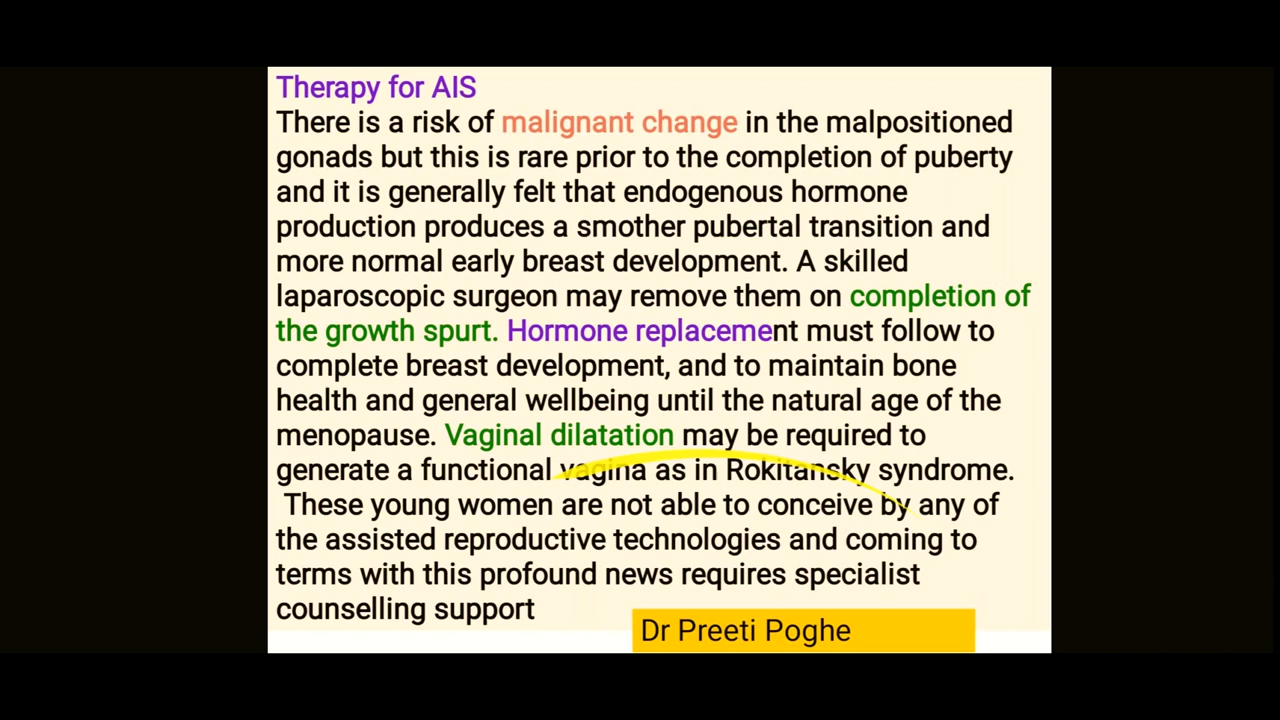 Therapy for AIS
There is a risk of malignant change in the malpositioned
gonads but this is rare prior to the completion of puberty
and it is generally felt that endogenous hormone
production produces a smother pubertal transition and
more normal early breast development. A skilled
laparoscopic surgeon may remove them on completion of
the growth spurt. Hormone replacement must follow to
complete breast development, and to maintain bone
health and general wellbeing until the natural age of the
menopause. Vaginal dilatation may be required to
generate a functional vagina as in Rokitansky syndrome.
These young women are not able to conceive by any of
the assisted reproductive technologies and coming to
terms with this profound news requires specialist
counselling support
Dr Preeti Poghe